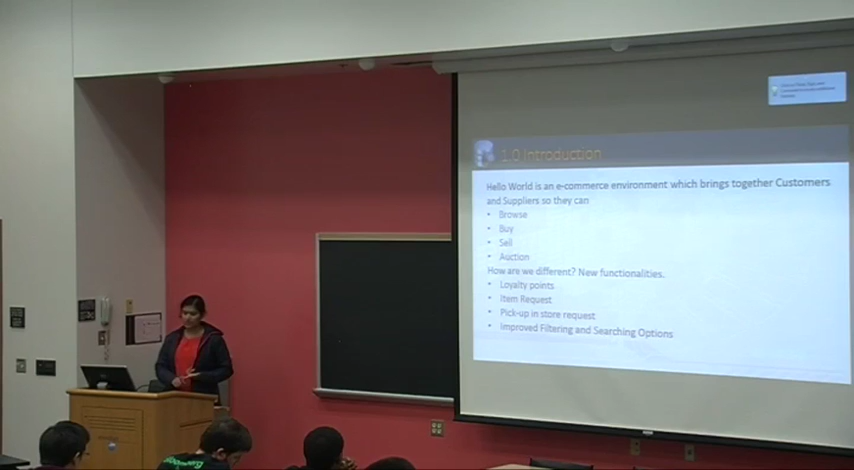 1.0 Introduction
Hello World is an e-commerce environment which brings together Customers
and Suppliers so they can
• Browse
• Buy
• Sell
• Auction
How are we different? New functionalities.
• Loyalty points
• Item Request
• Pick-up in store request
• Improved Filtering and Searching Options